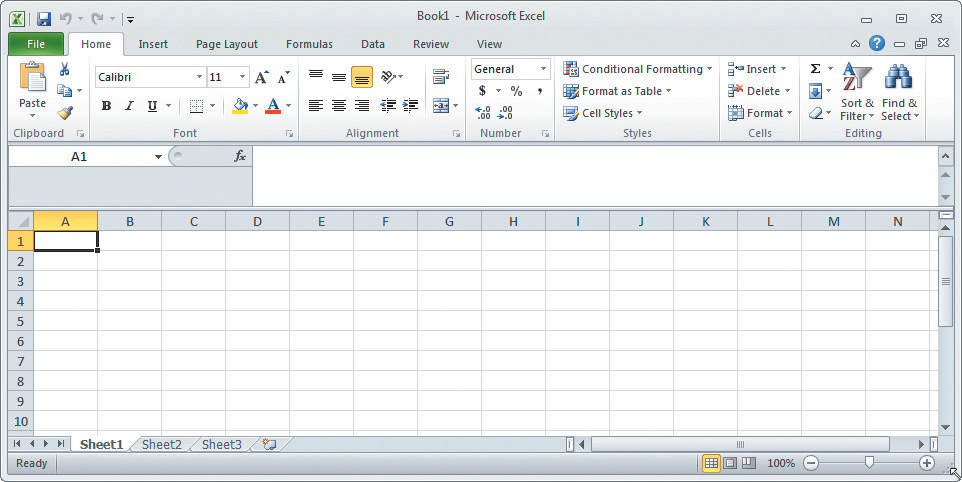 Book1 - Microsoft Excel
File Home Insert Page Layout Formulas Data Review View
Calibri 11 General Conditional Formatting Insert Σ
Paste B I U A $ % , Format as Table Delete Sort & Filter Find & Select
.00 .0 Cell Styles Format
Clipboard Font Alignment Number Styles Cells Editing
A1 fx
A B C D E F G H I J K L M N
1
2
3
4
5
6
7
8
9
10
Sheet1 Sheet2 Sheet3
Ready 100%